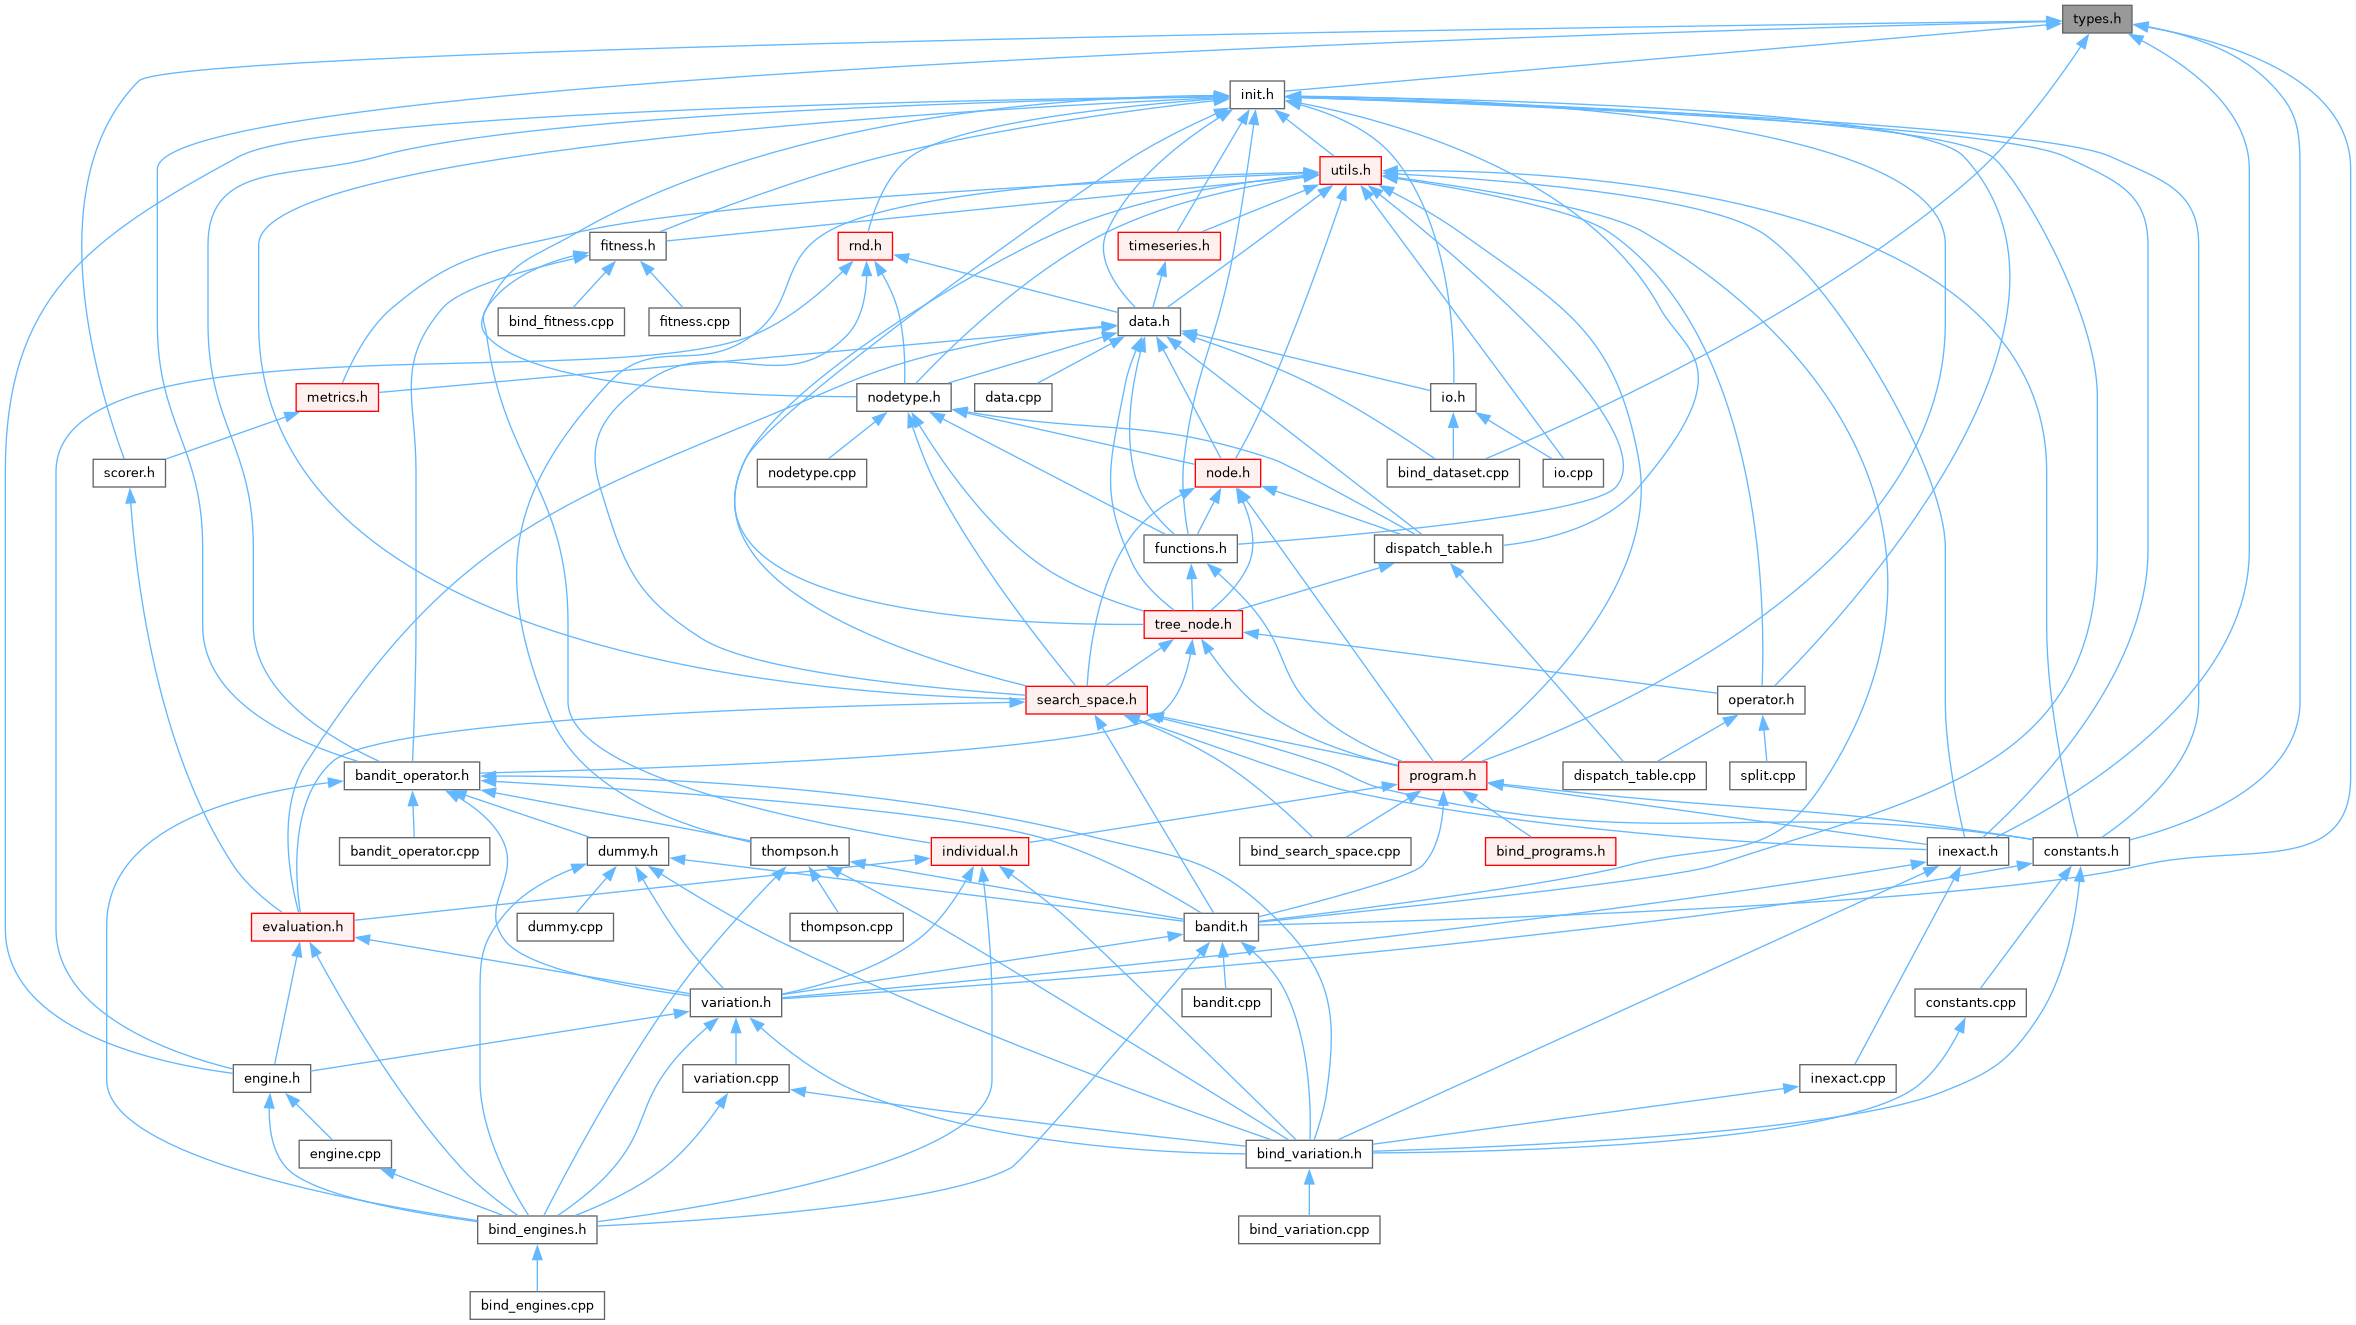 types.h
init.h
utils.h
fitness.h
rnd.h
timeseries.h
bind_fitness.cpp
fitness.cpp
data.h
metrics.h
nodetype.h
data.cpp
io.h
scorer.h
nodetype.cpp
node.h
bind_dataset.cpp
io.cpp
functions.h
dispatch_table.h
tree_node.h
search_space.h
operator.h
bandit_operator.h
program.h
dispatch_table.cpp
split.cpp
bandit_operator.cpp
dummy.h
thompson.h
individual.h
bind_search_space.cpp
bind_programs.h
inexact.h
constants.h
evaluation.h
dummy.cpp
thompson.cpp
bandit.h
variation.h
bandit.cpp
constants.cpp
engine.h
variation.cpp
inexact.cpp
engine.cpp
bind_variation.h
bind_engines.h
bind_variation.cpp
bind_engines.cpp